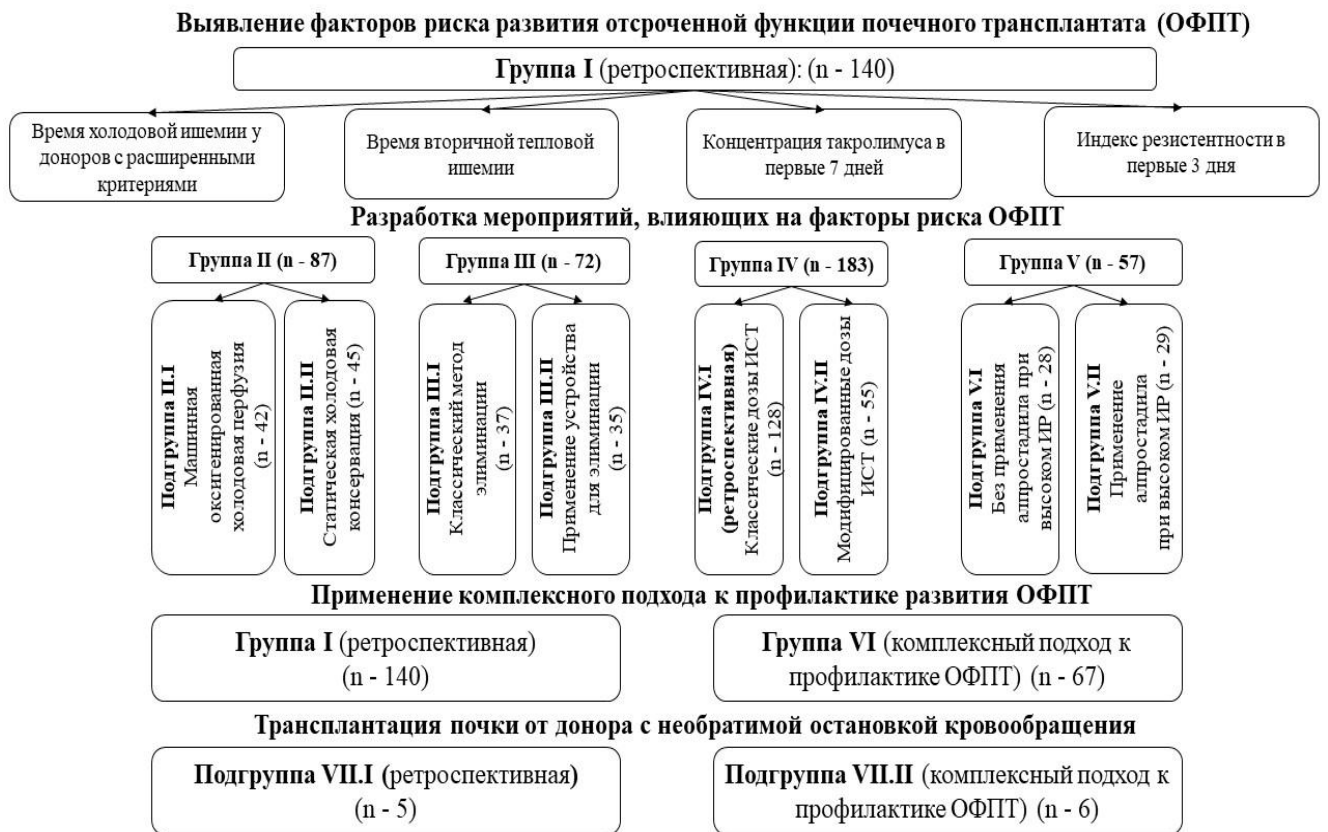 Выявление факторов риска развития отсроченной функции почечного трансплантата (ОФПТ)
Группа I (ретроспективная): (n - 140)
Время холодовой ишемии у
доноров с расширенными
критериями
Время вторичной тепловой
ишемии
Концентрация такролимуса в
первые 7 дней
Индекс резистентности в
первые 3 дня
Разработка мероприятий, влияющих на факторы риска ОФПТ
Группа II (n - 87)
Группа III (n - 72)
Группа IV (n - 183)
Группа V (n - 57)
Подгруппа II.I
Машинная
оксигенированная
холодовая перфузия
(n - 42)
Подгруппа II.II
Статическая холодовая
консервация (n - 45)
Подгруппа III.I
Классический метод
элиминации
(n - 37)
Подгруппа III.II
Применение устройства
для элиминации
(n - 35)
Подгруппа IV.I
(ретроспективная)
Классические дозы ИСТ
(n - 128)
Подгруппа IV.II
Модифицированные дозы
ИСТ (n - 55)
Подгруппа V.I
Без применения
алпростадила при
высоком ИР (n - 28)
Подгруппа V.II
Применение
алпростадила
при высоком ИР (n - 29)
Применение комплексного подхода к профилактике развития ОФПТ
Группа I (ретроспективная)
(n - 140)
Группа VI (комплексный подход к
профилактике ОФПТ) (n - 67)
Трансплантация почки от донора с необратимой остановкой кровообращения
Подгруппа VII.I (ретроспективная)
(n - 5)
Подгруппа VII.II (комплексный подход к
профилактике ОФПТ) (n - 6)